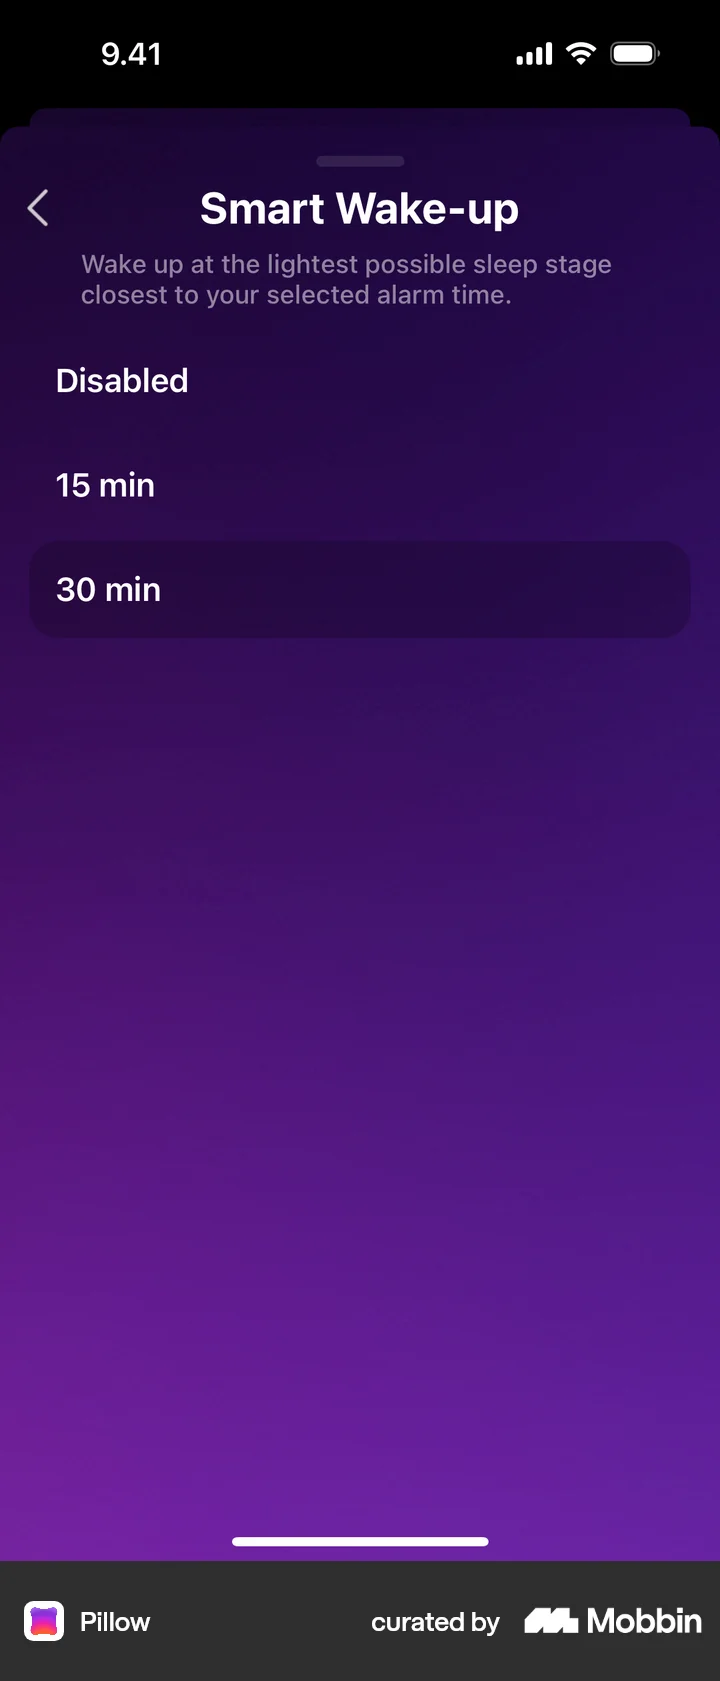 9.41
Smart Wake-up
Wake up at the lightest possible sleep stage
closest to your selected alarm time.
Disabled
15 min
30 min
Pillow
curated by Mobbin